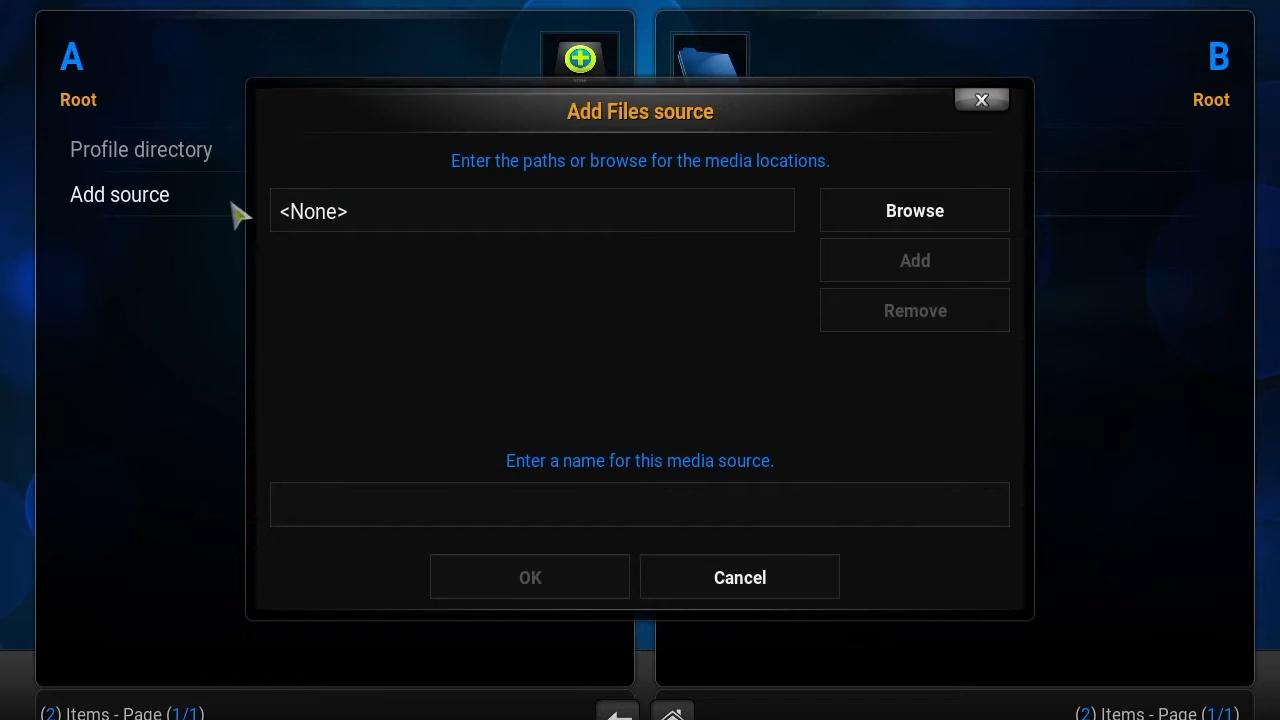 A
B
Root
Root
Add Files source
Profile directory
Enter the paths or browse for the media locations.
Add source
<None>
Browse
Add
Remove
Enter a name for this media source.
OK
Cancel
(2) Items - Page (1/1)
(2) Items - Page (1/1)